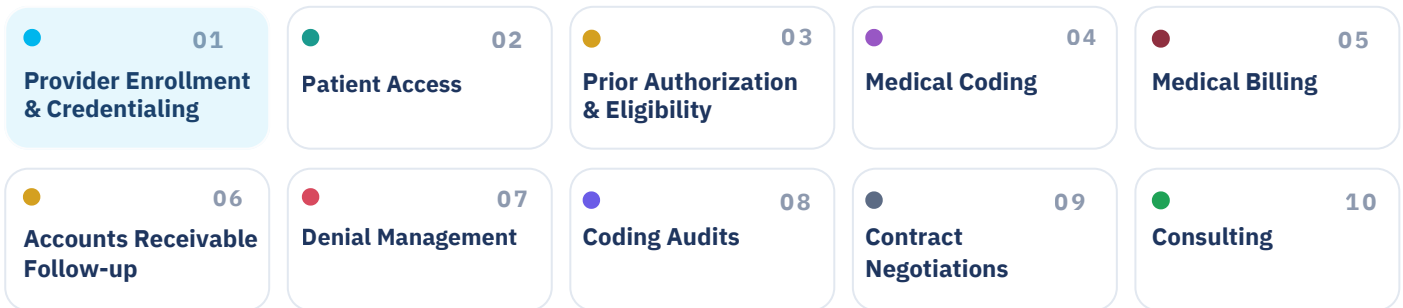 01
Provider Enrollment
& Credentialing
02
Patient Access
03
Prior Authorization
& Eligibility
04
Medical Coding
05
Medical Billing
06
Accounts Receivable
Follow-up
07
Denial Management
08
Coding Audits
09
Contract
Negotiations
10
Consulting